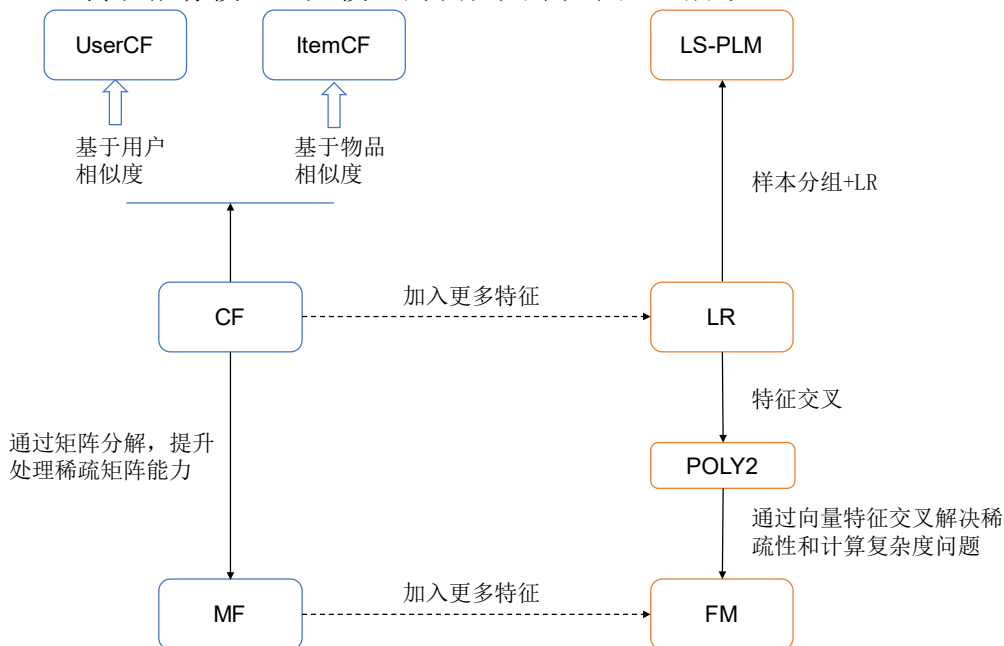 UserCF
ItemCF
LS-PLM
基于用户
相似度
基于物品
相似度
样本分组+LR
CF
加入更多特征
LR
特征交叉
通过矩阵分解，提升
处理稀疏矩阵能力
POLY2
通过向量特征交叉解决稀
疏性和计算复杂度问题
MF
加入更多特征
FM